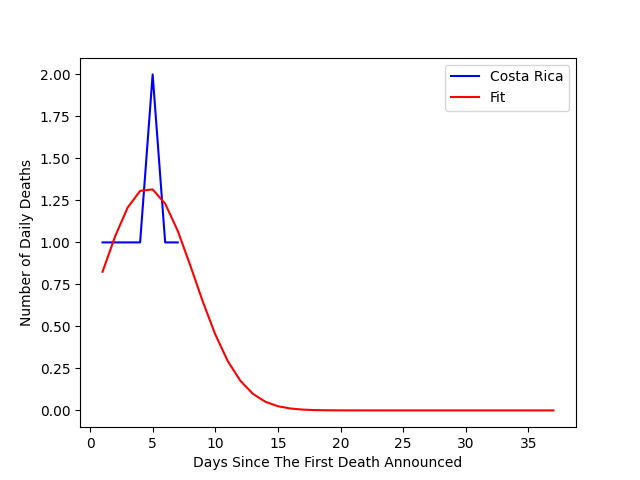 Costa Rica
Fit
2.00
1.75
1.50
1.25
1.00
0.75
0.50
0.25
0.00
Number of Daily Deaths
0 5 10 15 20 25 30 35
Days Since The First Death Announced